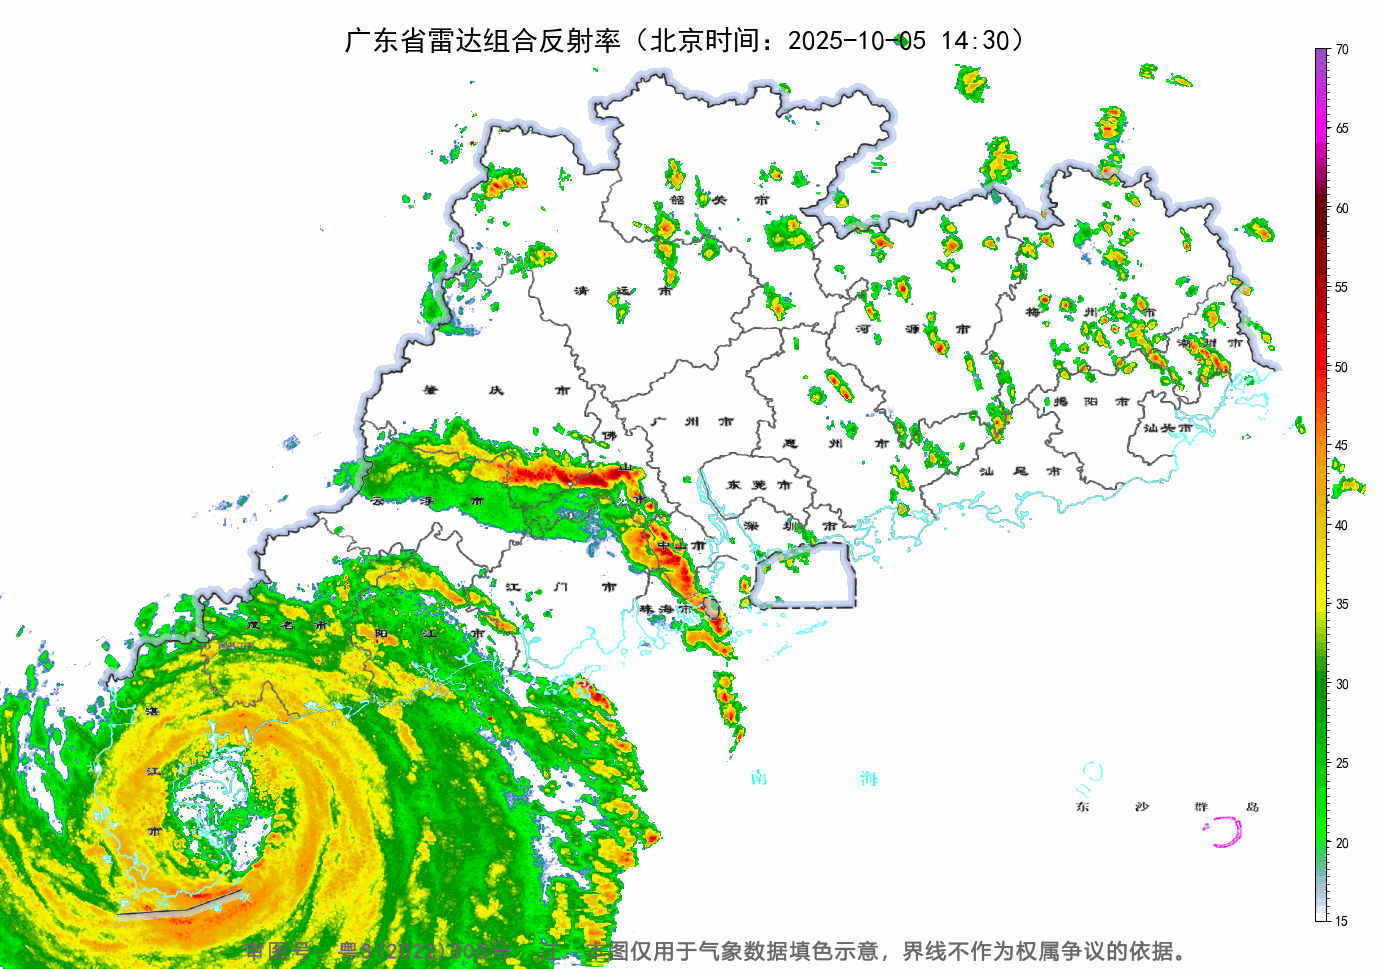 广东省雷达组合反射率（北京时间：2025-10-05 14:30）
70
65
60
55
50
45
40
35
30
25
20
15
韶 关 市
清 远 市
河 源 市
梅 州 市
潮 州 市
肇 庆 市
广 州 市
佛 山 市
惠 州 市
揭 阳 市
汕头市
汕 尾 市
东 莞 市
云 浮 市
深 圳 市
中山市
江 门 市
珠海市
茂 名 市
阳 江 市
湛 江 市
南 海
东 沙 群 岛
审图号：粤S(2022)005号 注：本图仅用于气象数据填色示意，界线不作为权属争议的依据。